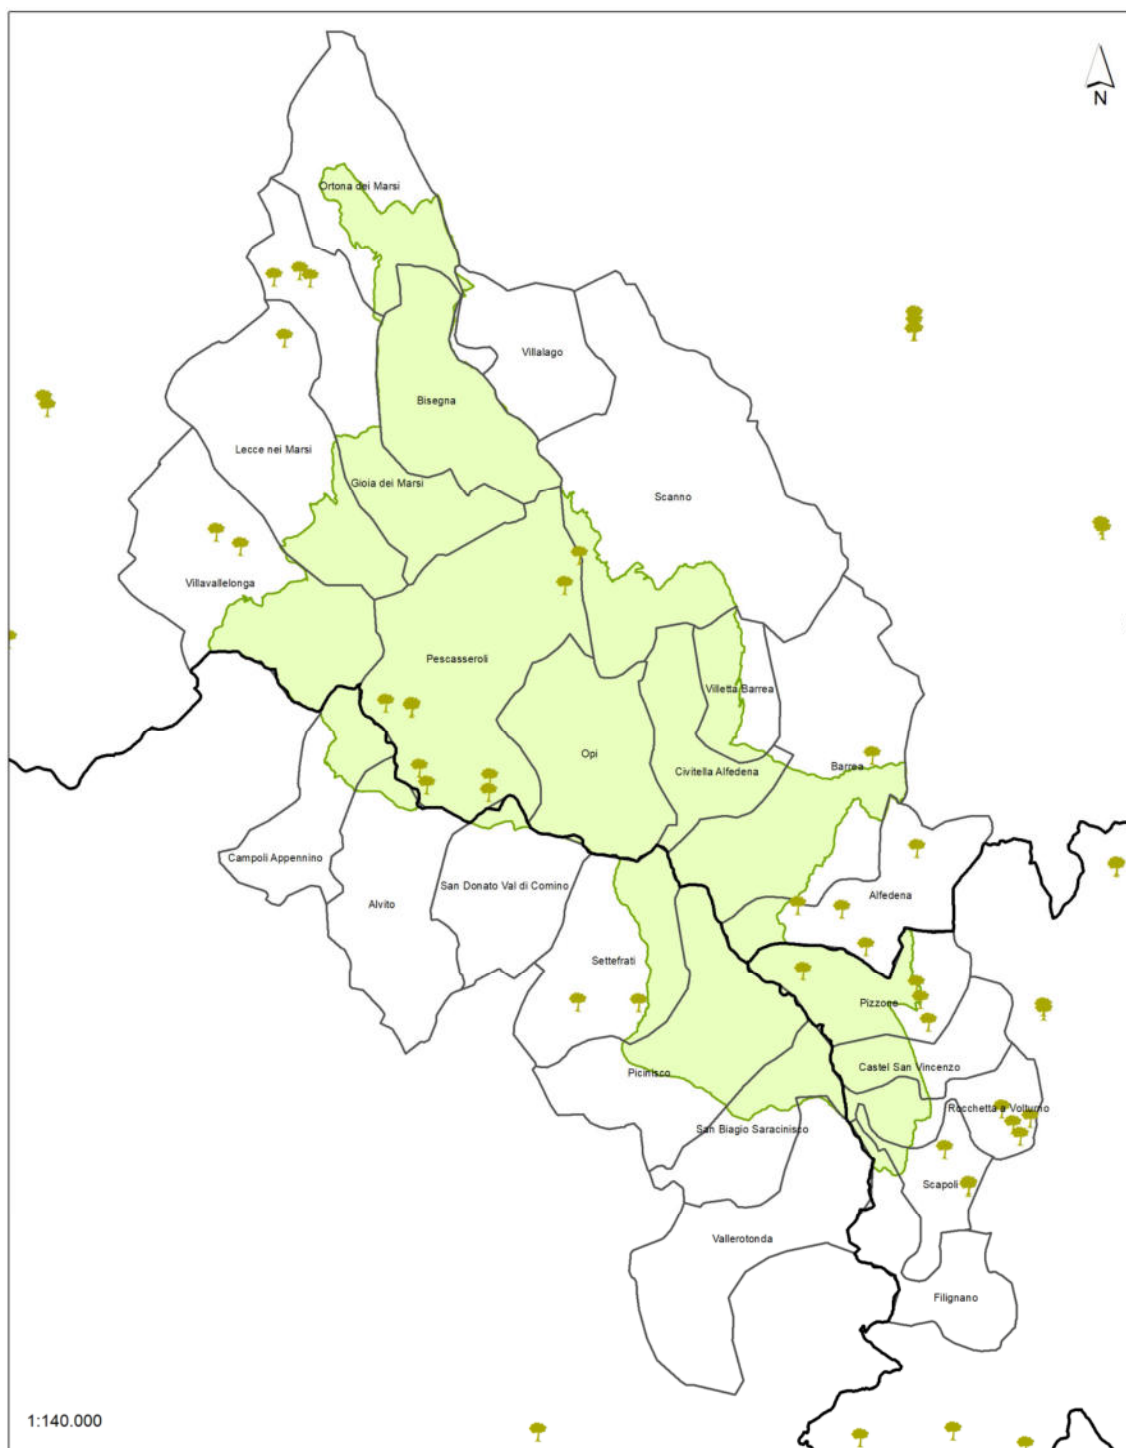 N
Ortona dei Marsi
Villalago
Bisegna
Lecce nei Marsi
Gioia dei Marsi
Scanno
Villavallelonga
Pescasseroli
Villetta Barrea
Opi
Civitella Alfedena
Barrea
Campoli Appennino
San Donato Val di Comino
Alvito
Alfedena
Settefrati
Pizzone
Castel San Vincenzo
Picinisco
Rocchetta a Volturno
San Biagio Saracinisco
Scapoli
Vallerotonda
Filignano
1:140.000